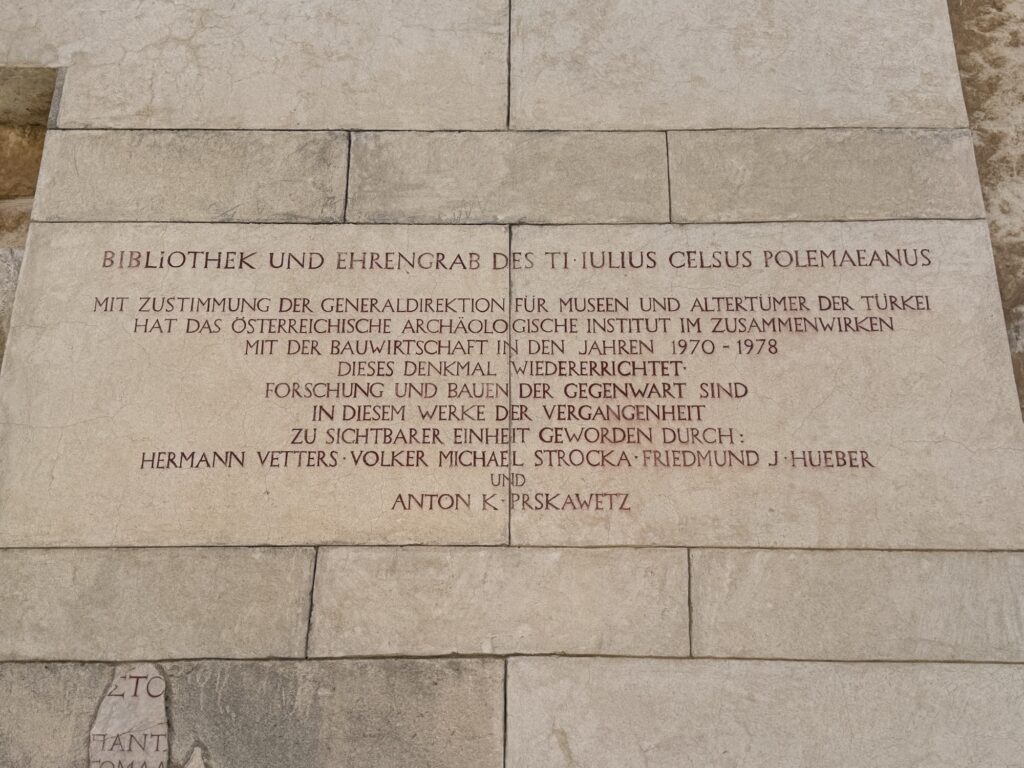 BIBLiOTHEK UND EHRENGRAB DES TI·IULIUS CELSUS POLEMAEANUS
MIT ZUSTIMMUNG DER GENERALDIREKTION FÜR MUSEEN UND ALTERTÜMER DER TÜRKEI
HAT DAS ÖSTERREICHISCHE ARCHÄOLOGISCHE INSTITUT IM ZUSAMMENWIRKEN
MIT DER BAUWIRTSCHAFT IN DEN JAHREN 1970 - 1978
DIESES DENKMAL WIEDERERRICHTET·
FORSCHUNG UND BAUEN DER GEGENWART SIND
IN DIESEM WERKE DER VERGANGENHEIT
ZU SICHTBARER EINHEIT GEWORDEN DURCH:
HERMANN VETTERS·VOLKER MICHAEL STROCKA·FRIEDMUND J·HUEBER
UND
ANTON K·PRSKAWETZ
ΣΤΟ